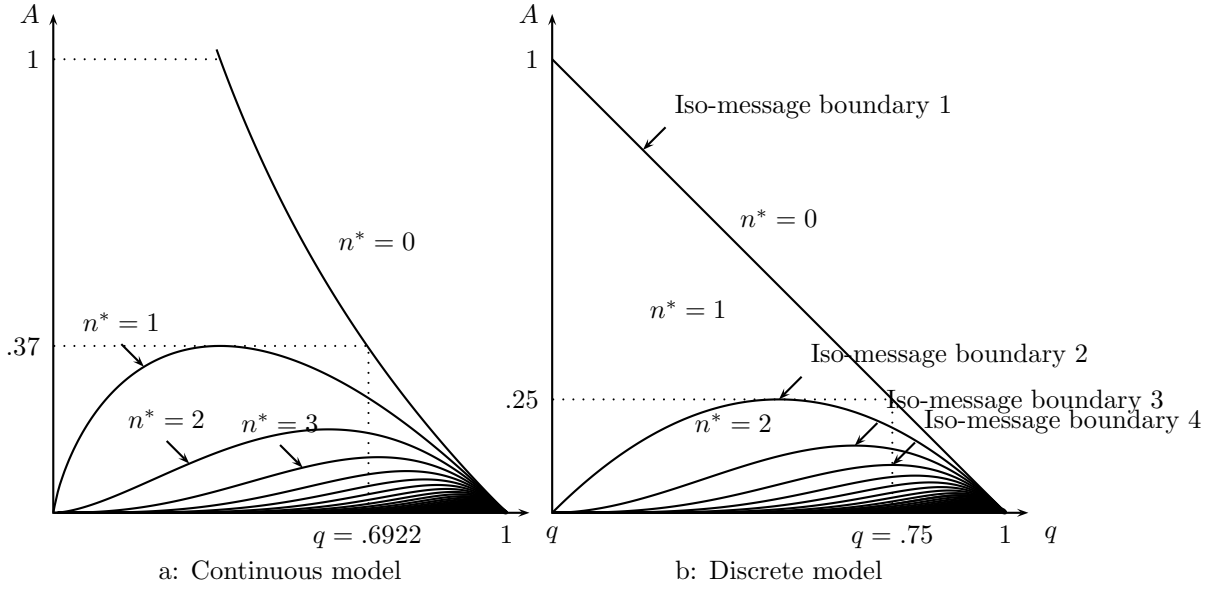 A
1
n* = 0
n* = 1
.37
n* = 2
n* = 3
q = .6922
1
q
a: Continuous model
A
1
Iso-message boundary 1
n* = 0
n* = 1
Iso-message boundary 2
.25
Iso-message boundary 3
n* = 2
Iso-message boundary 4
q = .75
1
q
b: Discrete model